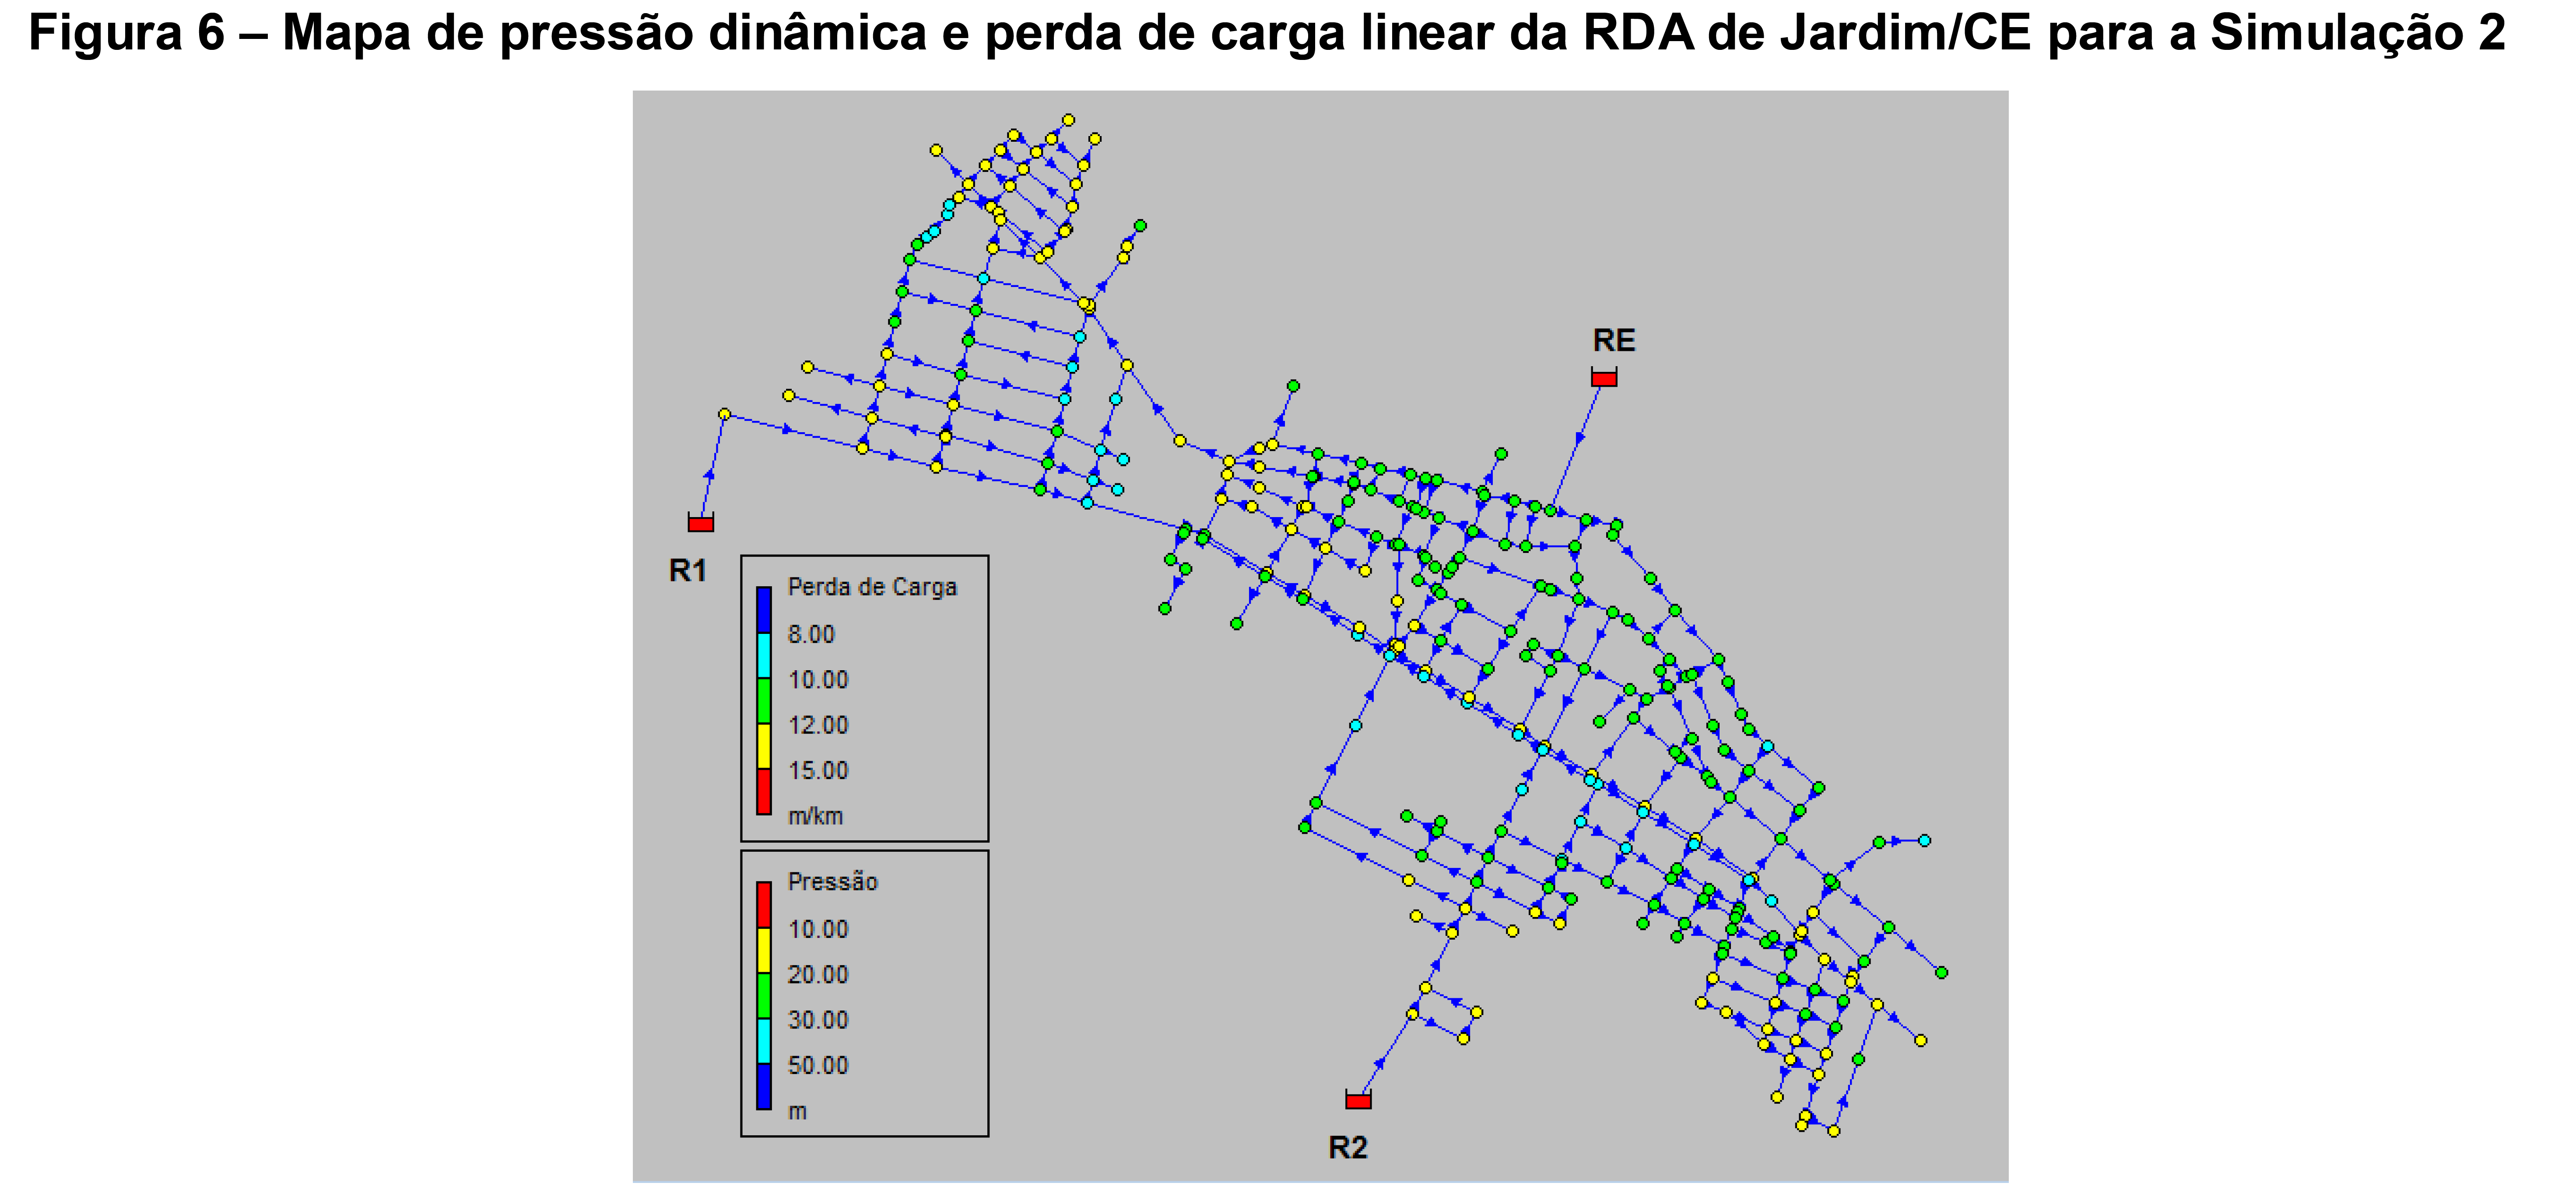 Figura 6 – Mapa de pressão dinâmica e perda de carga linear da RDA de Jardim/CE para a Simulação 2
RE
R1
Perda de Carga
8.00
10.00
12.00
15.00
m/km
Pressão
10.00
20.00
30.00
50.00
m
R2